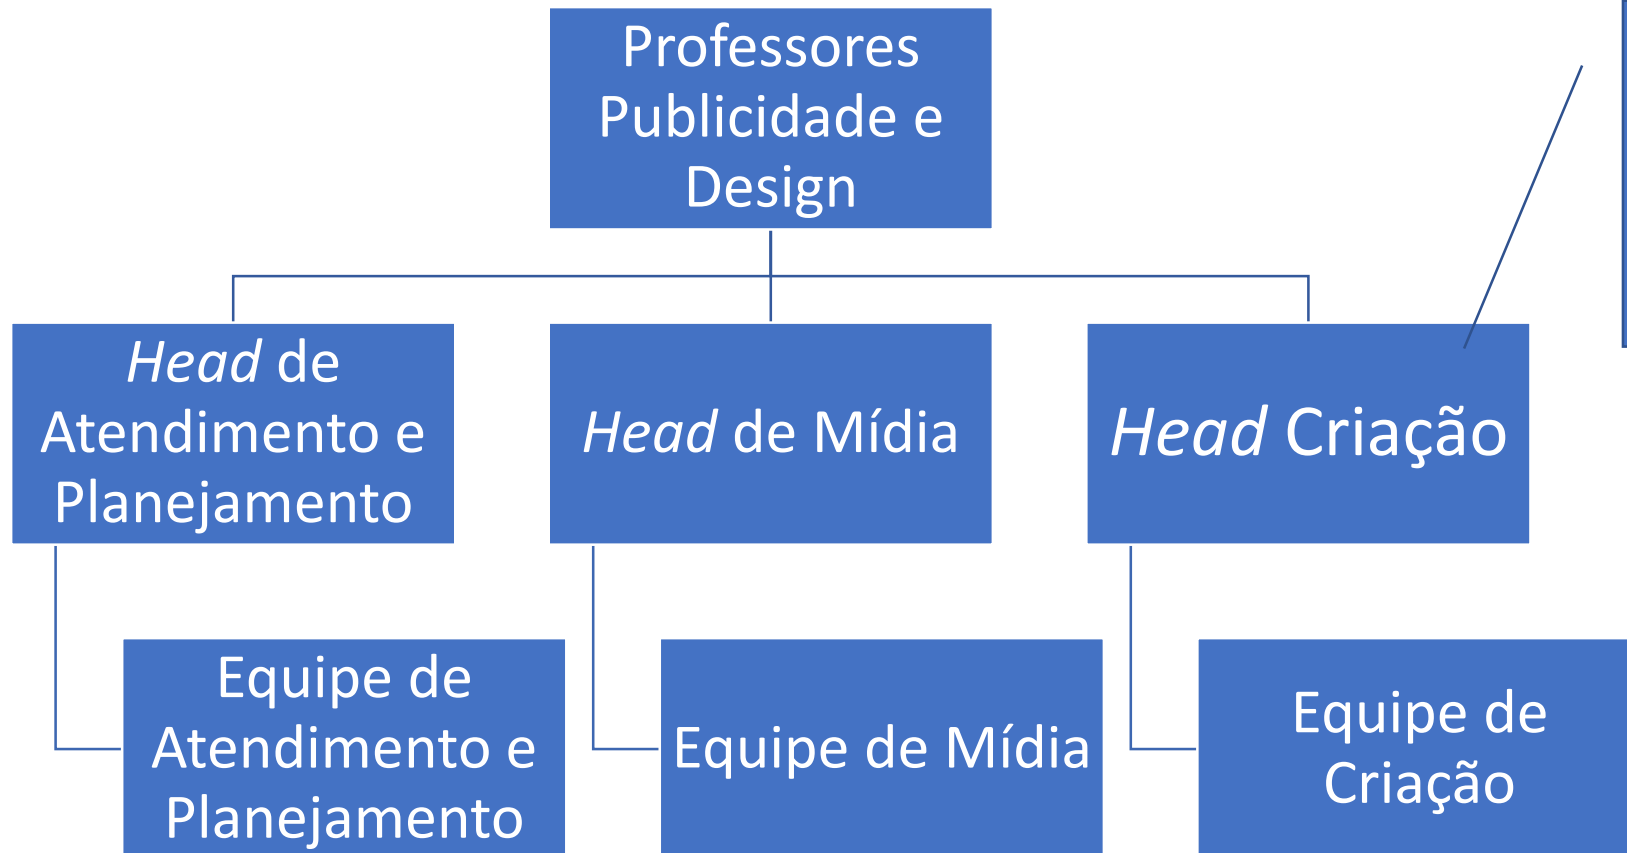 Professores
Publicidade e
Design
Head de
Atendimento e
Planejamento
Head de Mídia
Head Criação
Equipe de
Atendimento e
Planejamento
Equipe de Mídia
Equipe de
Criação